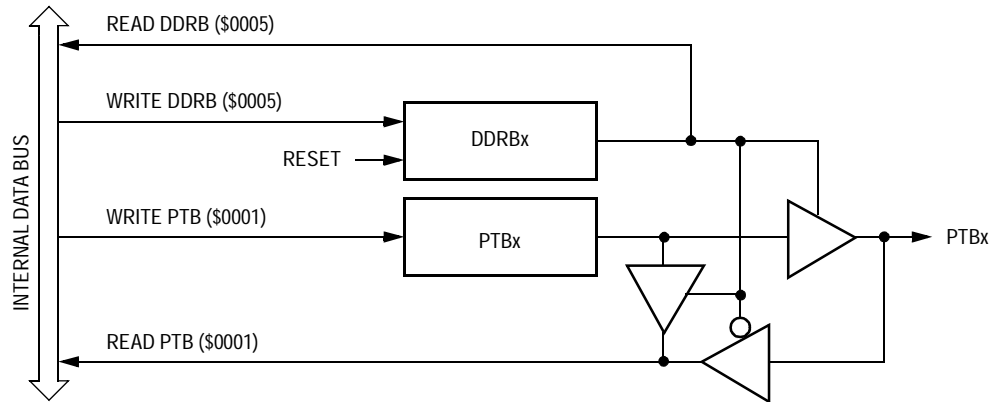 READ DDRB ($0005)
WRITE DDRB ($0005)
DDRBx
RESET
INTERNAL DATA BUS
WRITE PTB ($0001)
PTBx
PTBx
READ PTB ($0001)